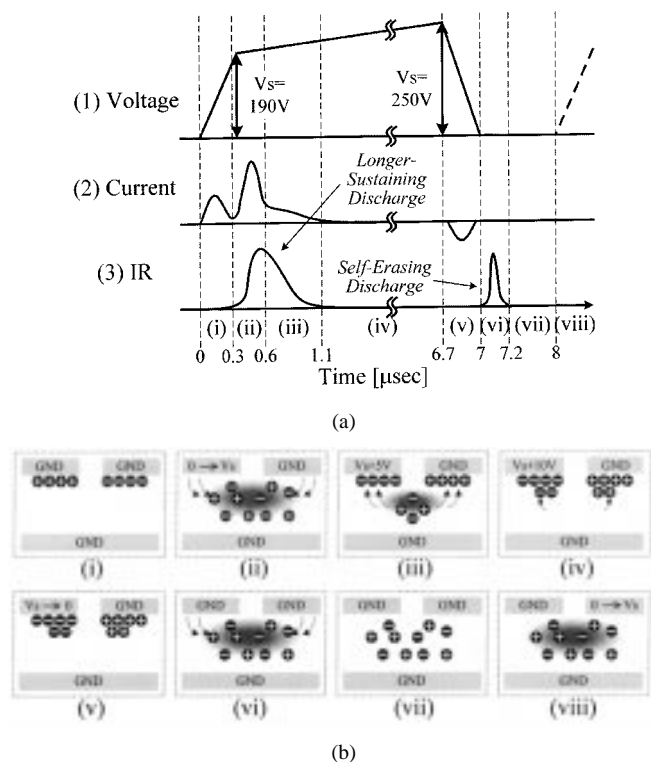 (1) Voltage
Vs= 190V
Vs= 250V
(2) Current
Longer-
Sustaining
Discharge
(3) IR
Self-Erasing
Discharge
(i) (ii) (iii) (iv) (v) (vi) (vii) (viii)
0 0.3 0.6 1.1 6.7 7 7.2 8
Time [μsec]
(a)
GND GND
0→Vs GND
Vs+5V GND
Vs+10V GND
GND GND GND GND
(i) (ii) (iii) (iv)
Vs→0 GND
GND GND
GND GND
GND 0→Vs
GND GND GND GND
(v) (vi) (vii) (viii)
(b)